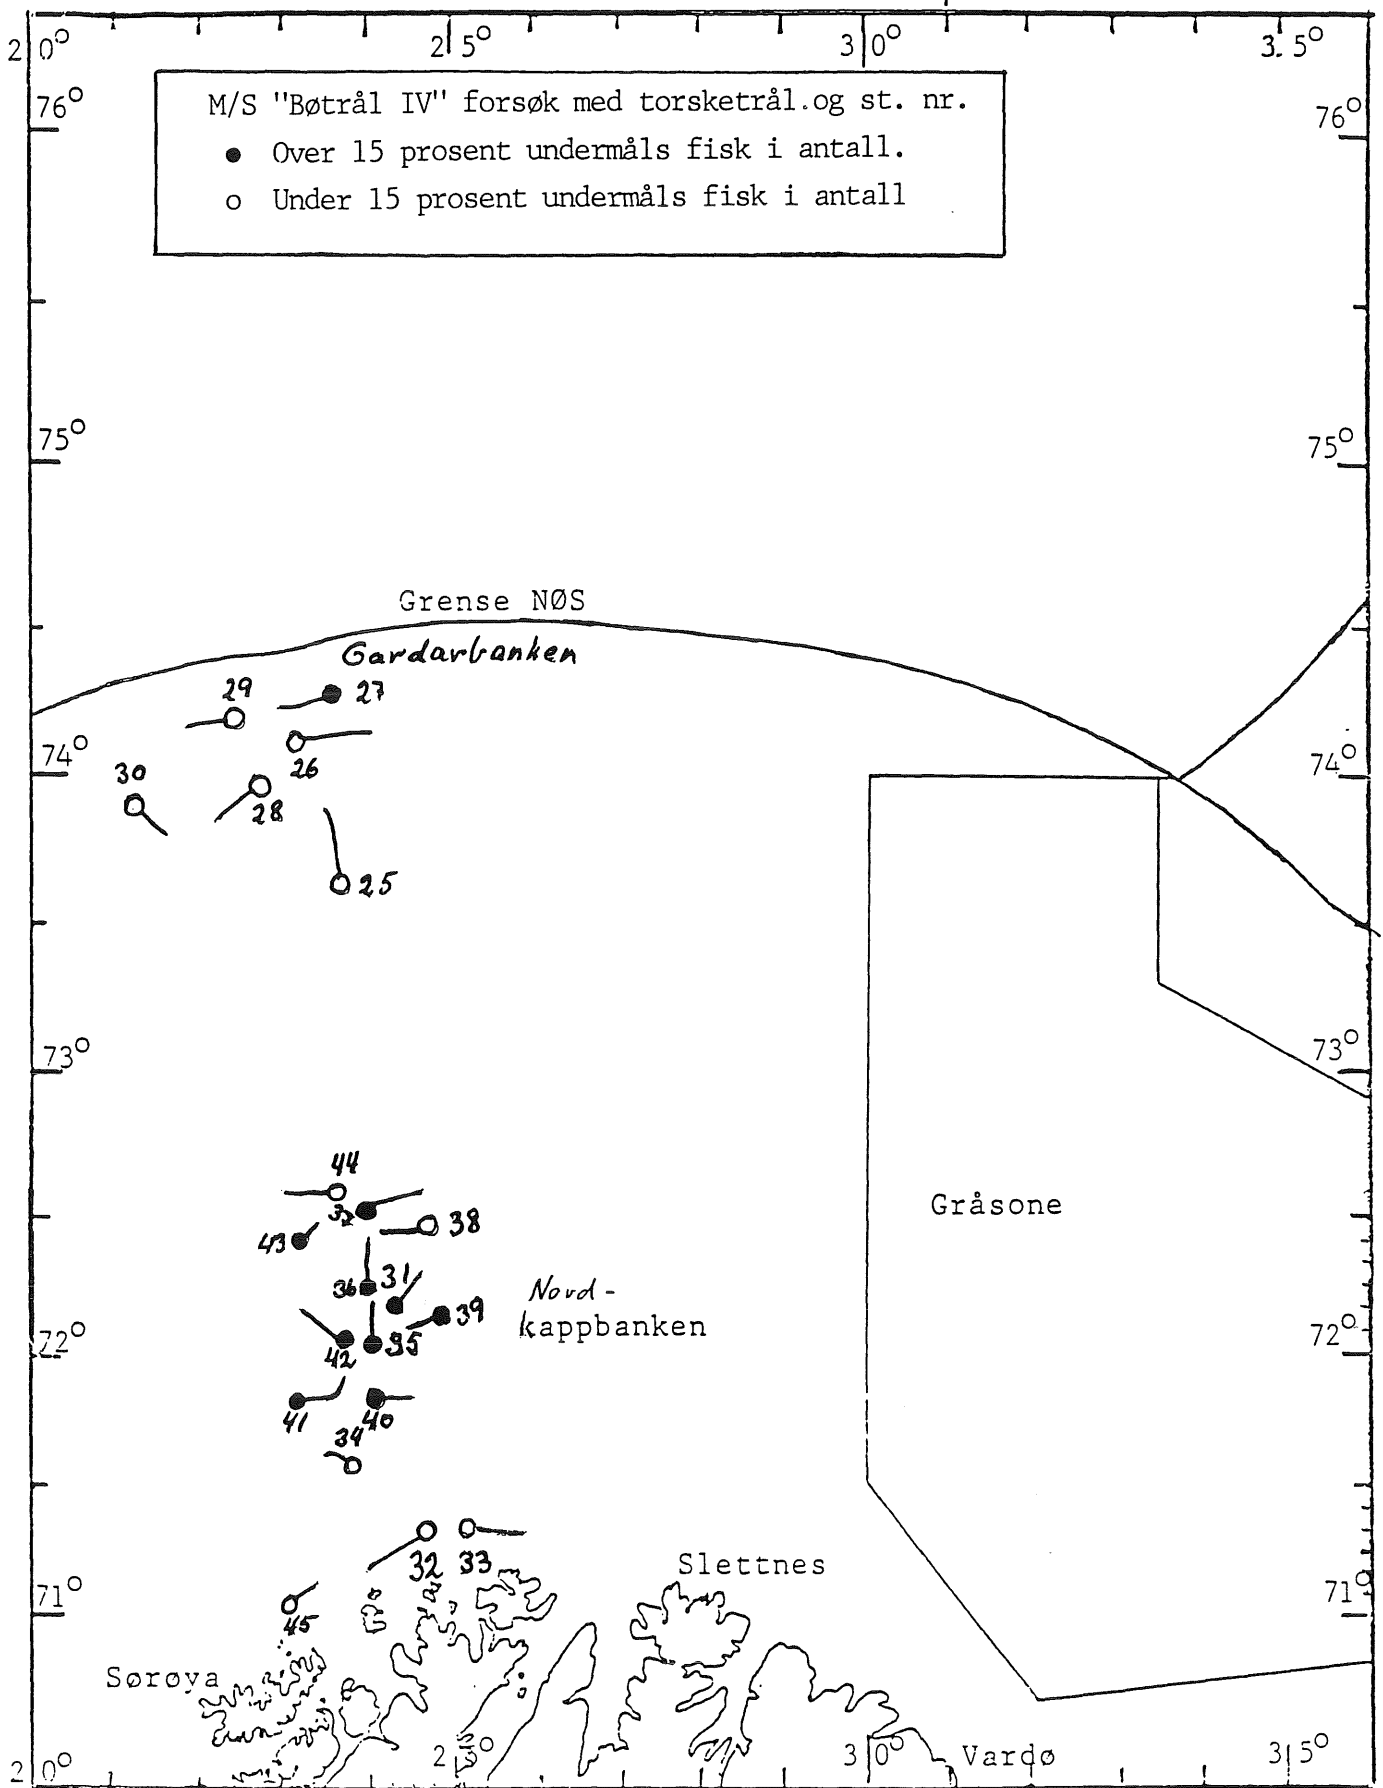 20° 25° 30° 35°
76° 76°
M/S "Bøtrål IV" forsøk med torsketrål.og st. nr.
● Over 15 prosent undermåls fisk i antall.
○ Under 15 prosent undermåls fisk i antall
75° 75°
Grense NØS
Gardarbanken
29 27
74° 74°
30 26
28
25
73° 73°
44
38
43
Gråsone
36 31
39
Nord-
kappbanken
72° 72°
42 35
41 40
34
32 33
Slettnes
71° 71°
45
Sørøya
20° 25° 30° Vardø 35°